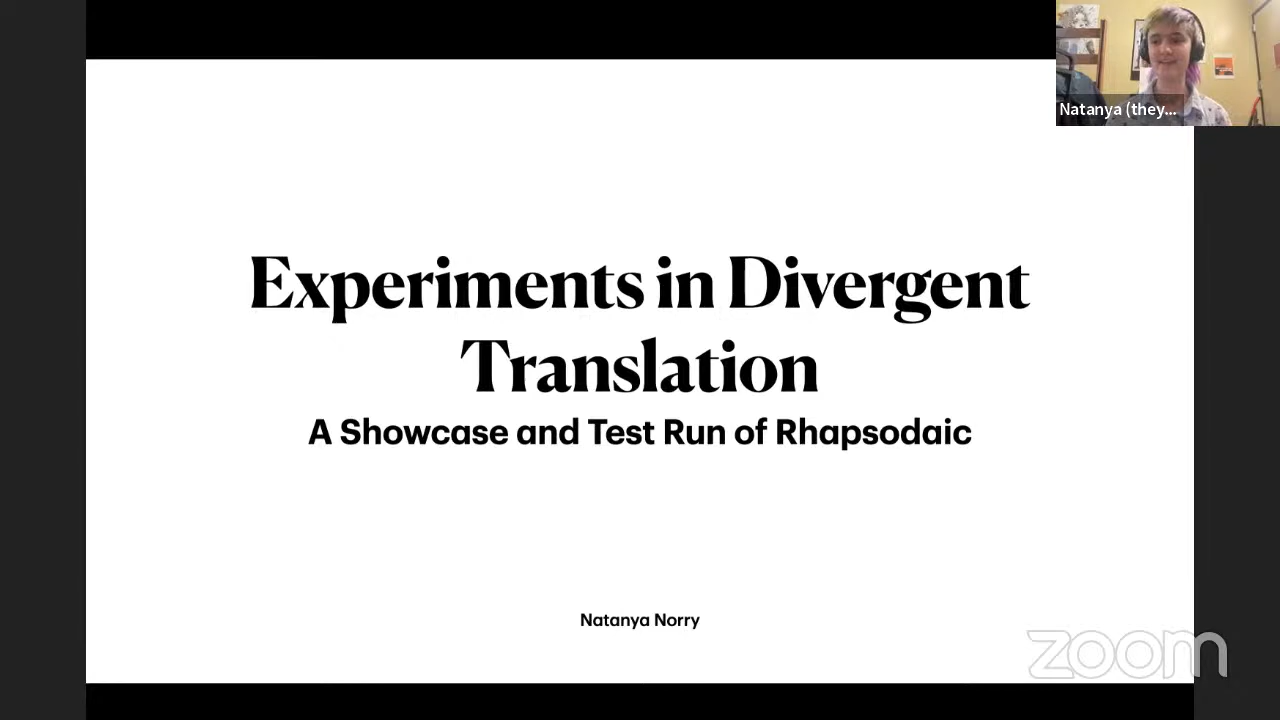 Natanya (they...
Experiments in Divergent
Translation
A Showcase and Test Run of Rhapsodaic
Natanya Norry
zoom